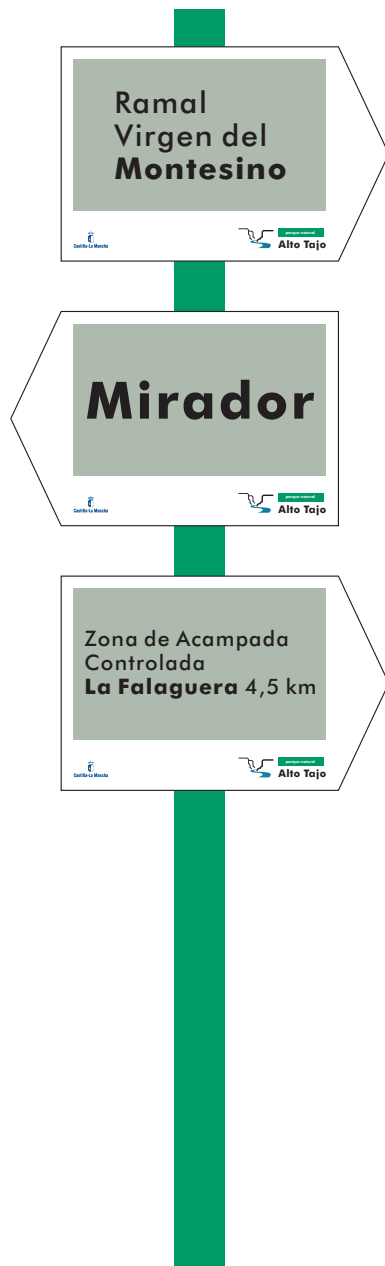 Ramal
Virgen del
Montesino
Castilla-La Mancha
parque natural
Alto Tajo
Mirador
Castilla-La Mancha
parque natural
Alto Tajo
Zona de Acampada
Controlada
La Falaguera 4,5 km
Castilla-La Mancha
parque natural
Alto Tajo